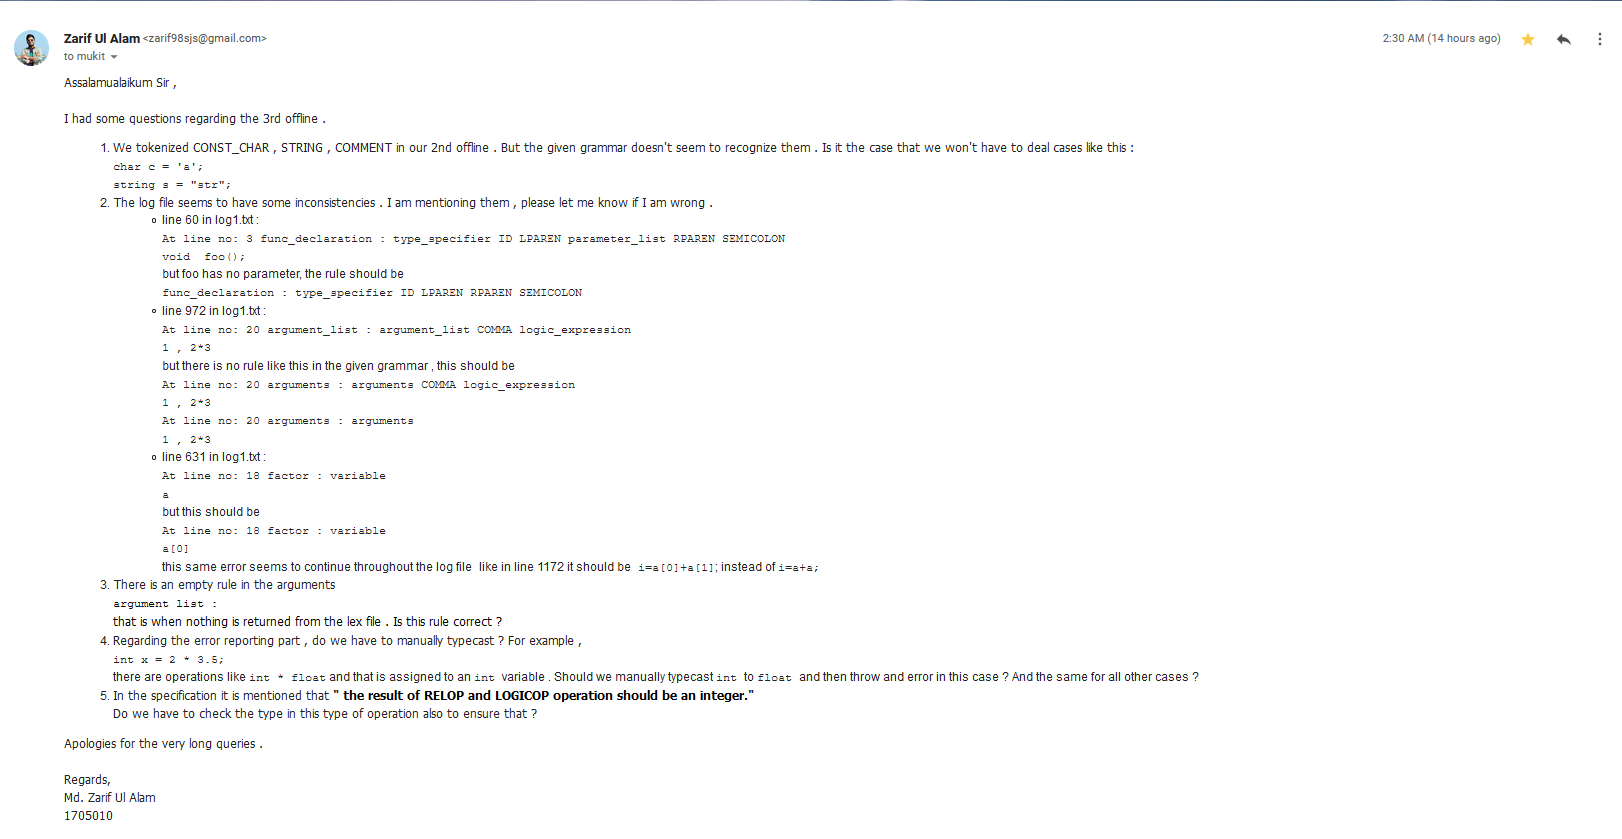 Zarif Ul Alam <zarif98sjs@gmail.com>
2:30 AM (14 hours ago)
to mukit
Assalamualaikum Sir ,
I had some questions regarding the 3rd offline .
1. We tokenized CONST_CHAR , STRING , COMMENT in our 2nd offline . But the given grammar doesn't seem to recognize them . Is it the case that we won't have to deal cases like this :
char c = 'a';
string s = "str";
2. The log file seems to have some inconsistencies . I am mentioning them , please let me know if I am wrong .
line 60 in log1.txt :
At line no: 3 func_declaration : type_specifier ID LPAREN parameter_list RPAREN SEMICOLON
void  foo();
but foo has no parameter, the rule should be
func_declaration : type_specifier ID LPAREN RPAREN SEMICOLON
line 972 in log1.txt :
At line no: 20 argument_list : argument_list COMMA logic_expression
1 , 2*3
but there is no rule like this in the given grammar , this should be
At line no: 20 arguments : arguments COMMA logic_expression
1 , 2*3
At line no: 20 arguments : arguments
1 , 2*3
line 631 in log1.txt :
At line no: 18 factor : variable
a
but this should be
At line no: 18 factor : variable
a[0]
this same error seems to continue throughout the log file  like in line 1172 it should be  i=a[0]+a[1]; instead of i=a+a;
3. There is an empty rule in the arguments
argument list :
that is when nothing is returned from the lex file . Is this rule correct ?
4. Regarding the error reporting part , do we have to manually typecast ? For example ,
int x = 2 * 3.5;
there are operations like int * float and that is assigned to an int variable . Should we manually typecast int to float and then throw and error in this case ? And the same for all other cases ?
5. In the specification it is mentioned that " the result of RELOP and LOGICOP operation should be an integer."
Do we have to check the type in this type of operation also to ensure that ?
Apologies for the very long queries .
Regards,
Md. Zarif Ul Alam
1705010